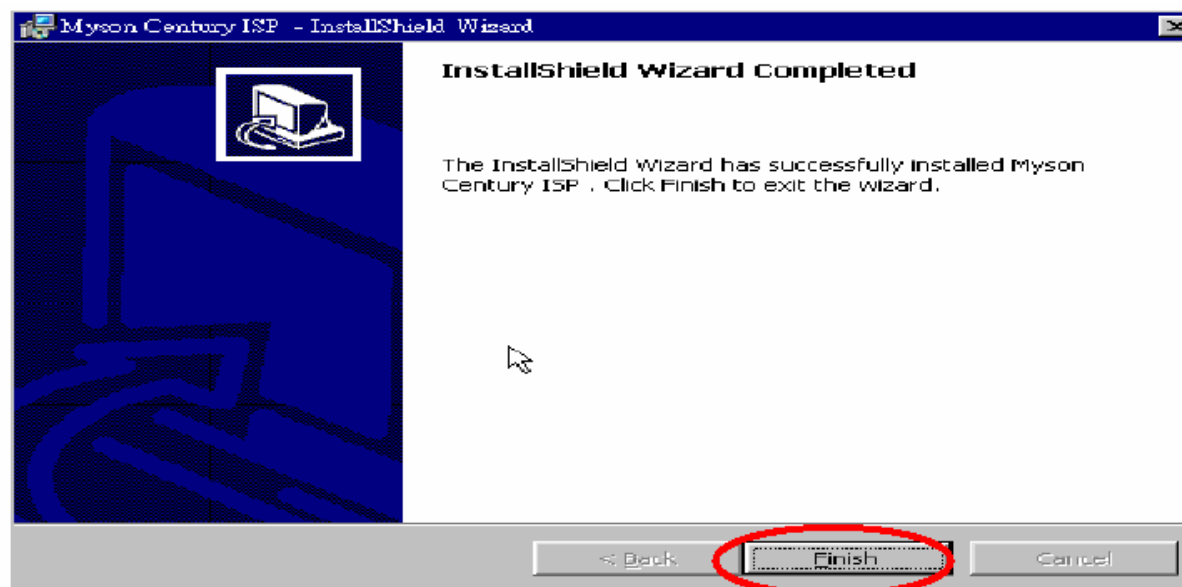 Myson Century ISP - InstallShield Wizard
InstallShield Wizard Completed
The InstallShield Wizard has successfully installed Myson
Century ISP . Click Finish to exit the wizard.
< Back
Finish
Cancel